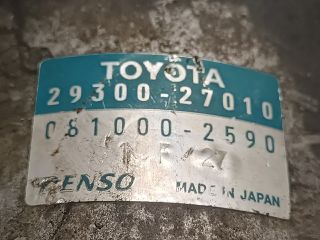 TOYOTA
29300-27010
081000-2590
DENSO MADE IN JAPAN